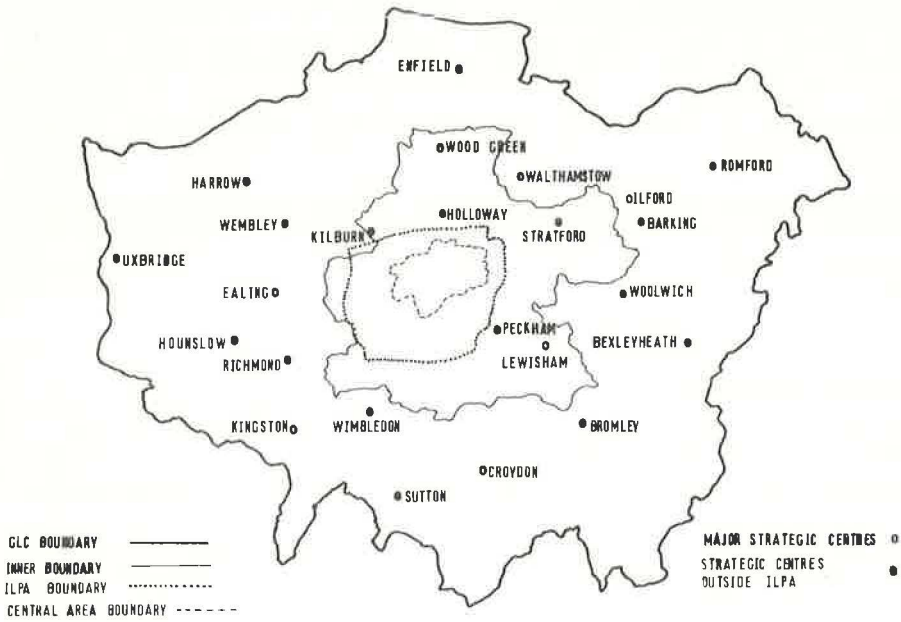 ENFIELD
WOOD GREEN
WALTHAMSTOW
ROMFORD
HARROW
ILFORD
HOLLOWAY
WEMBLEY
STRATFORD
BARKING
KILBURN
UXBRIDGE
EALING
WOOLWICH
PECKHAM
HOUNSLOW
BEXLEYHEATH
LEWISHAM
RICHMOND
KINGSTON
WIMBLEDON
BROMLEY
CROYDON
SUTTON
GLC BOUNDARY
INNER BOUNDARY
ILPA BOUNDARY
CENTRAL AREA BOUNDARY
MAJOR STRATEGIC CENTRES
STRATEGIC CENTRES
OUTSIDE ILPA